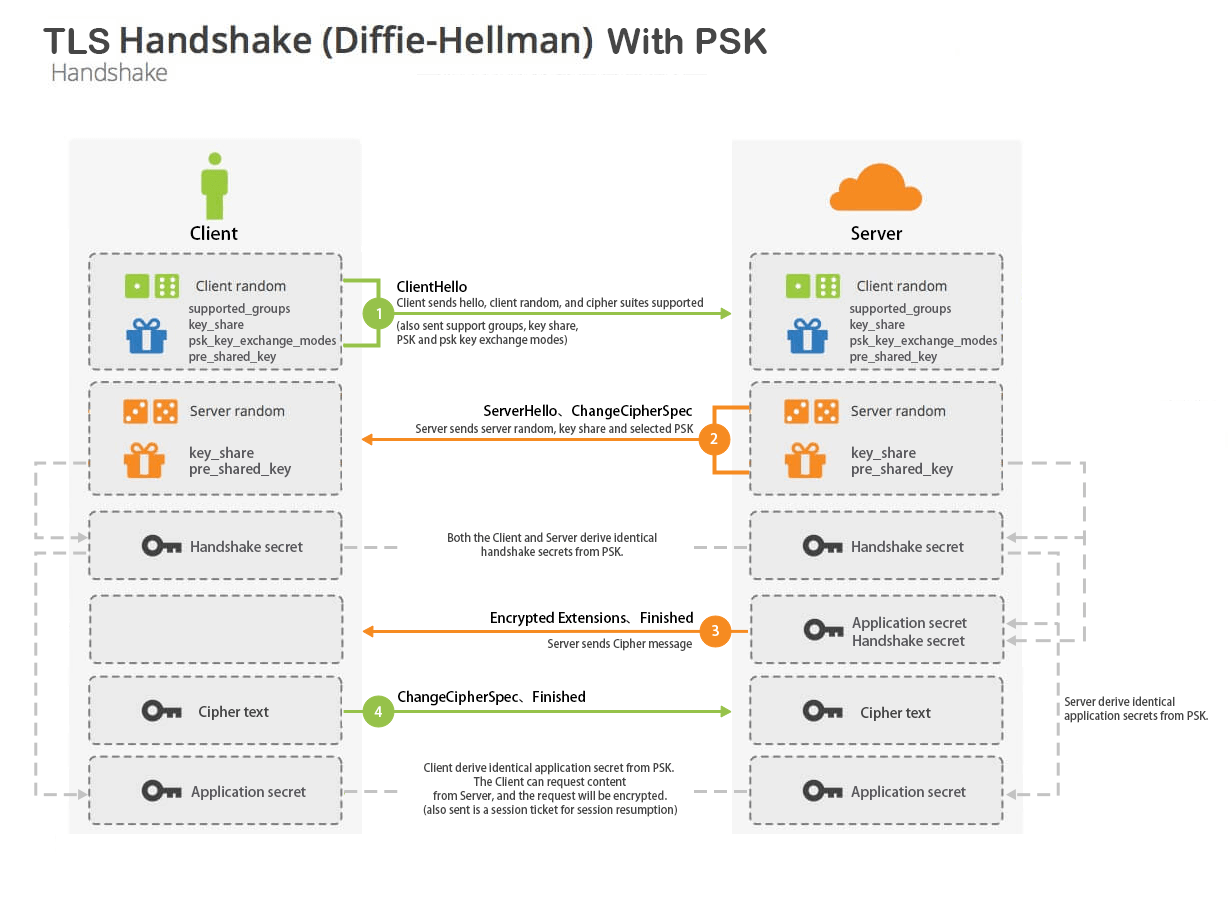 TLS Handshake (Diffie-Hellman) With PSK
Handshake
Client
Server
Client random
supported_groups
key_share
psk_key_exchange_modes
pre_shared_key
1
ClientHello
Client sends hello, client random, and cipher suites supported
(also sent support groups, key share,
PSK and psk key exchange modes)
Client random
supported_groups
key_share
psk_key_exchange_modes
pre_shared_key
Server random
key_share
pre_shared_key
ServerHello、ChangeCipherSpec
Server sends server random, key share and selected PSK
2
Server random
key_share
pre_shared_key
Handshake secret
Both the Client and Server derive identical
handshake secrets from PSK.
Handshake secret
Encrypted Extensions、Finished
Server sends Cipher message
3
Application secret
Handshake secret
Cipher text
4
ChangeCipherSpec、Finished
Cipher text
Server derive identical
application secrets from PSK.
Application secret
Client derive identical application secret from PSK.
The Client can request content
from Server, and the request will be encrypted.
(also sent is a session ticket for session resumption)
Application secret